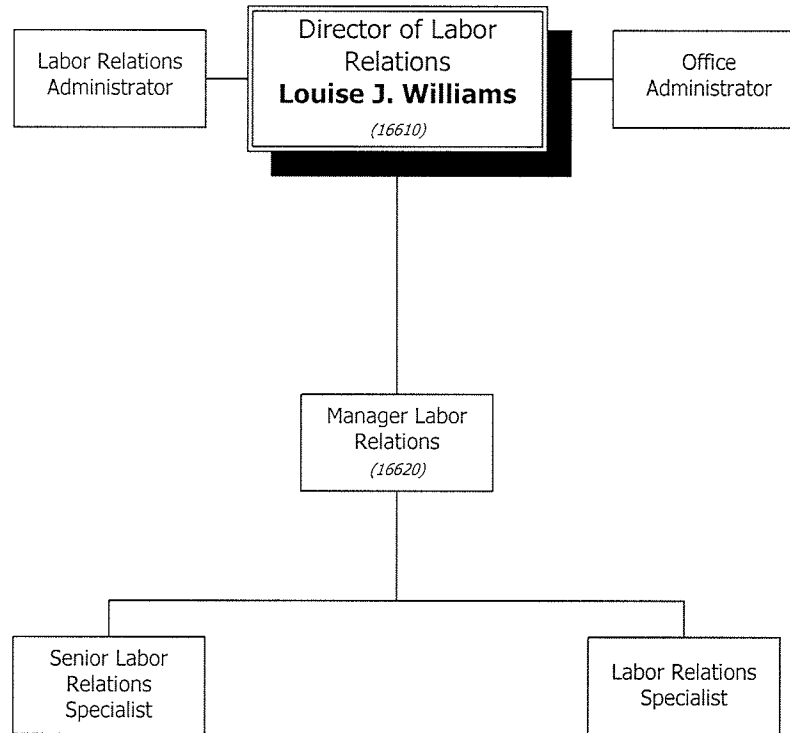 Director of Labor
Relations
Louise J. Williams
(16610)
Labor Relations
Administrator
Office
Administrator
Manager Labor
Relations
(16620)
Senior Labor
Relations
Specialist
Labor Relations
Specialist